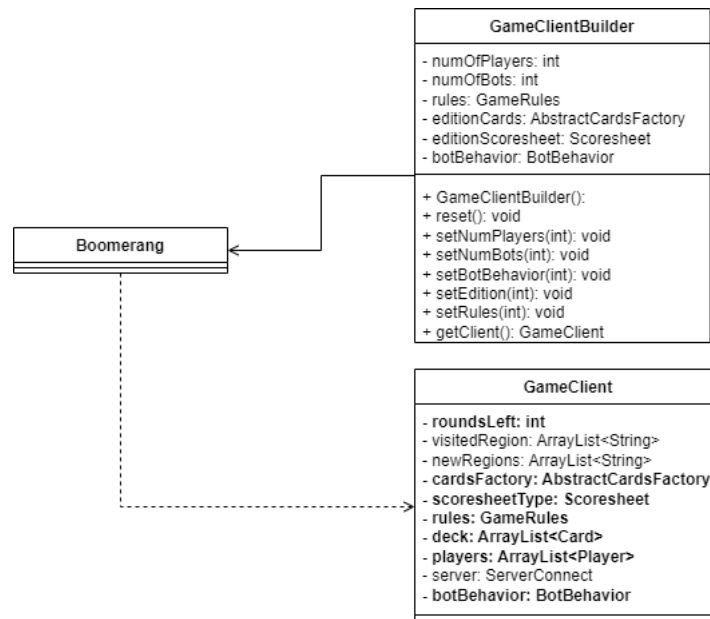 GameClientBuilder
- numOfPlayers: int
- numOfBots: int
- rules: GameRules
- editionCards: AbstractCardsFactory
- editionScoresheet: Scoresheet
- botBehavior: BotBehavior
+ GameClientBuilder():
+ reset(): void
+ setNumPlayers(int): void
+ setNumBots(int): void
+ setBotBehavior(int): void
+ setEdition(int): void
+ setRules(int): void
+ getClient(): GameClient
Boomerang
GameClient
- roundsLeft: int
- visitedRegion: ArrayList<String>
- newRegions: ArrayList<String>
- cardsFactory: AbstractCardsFactory
- scoresheetType: Scoresheet
- rules: GameRules
- deck: ArrayList<Card>
- players: ArrayList<Player>
- server: ServerConnect
- botBehavior: BotBehavior